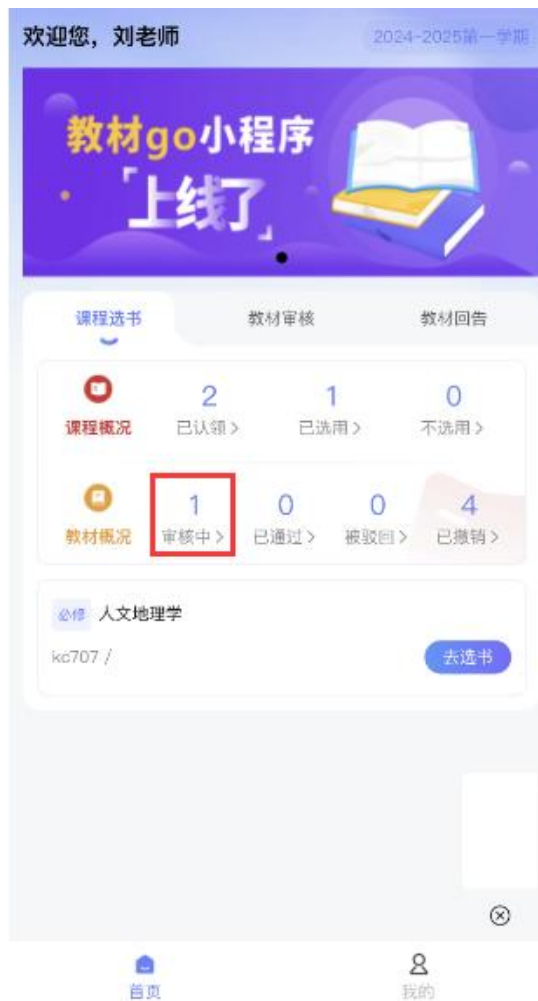 欢迎您，刘老师
2024-2025第一学期
教材go小程序
「上线了」
课程选书 教材审核 教材回告
2 1 0
课程概况 已认领> 已选用> 不选用>
1 0 0 4
教材概况 审核中> 已通过> 被驳回> 已撤销>
必修 人文地理学
kc707 / 去选书
首页 我的